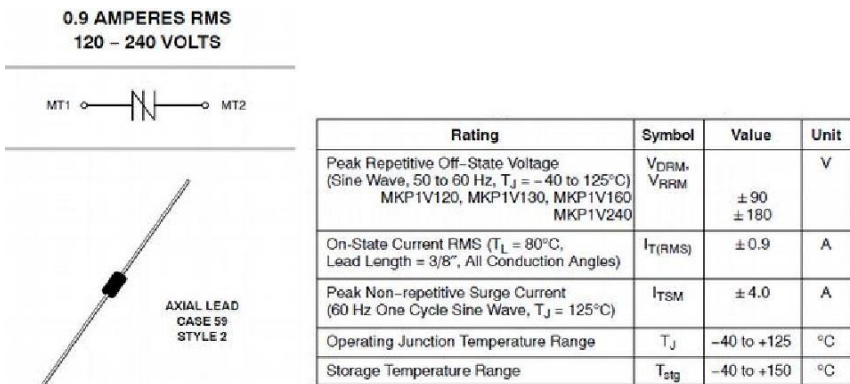 0.9 AMPERES RMS
120 – 240 VOLTS
MT1
MT2
AXIAL LEAD
CASE 59
STYLE 2
Rating Symbol Value Unit
Peak Repetitive Off–State Voltage VDRM, V
(Sine Wave, 50 to 60 Hz, TJ = –40 to 125°C) VRRM
MKP1V120, MKP1V130, MKP1V160 ±90
MKP1V240 ±180
On-State Current RMS (TL = 80°C, IT(RMS) ±0.9 A
Lead Length = 3/8″, All Conduction Angles)
Peak Non–repetitive Surge Current ITSM ±4.0 A
(60 Hz One Cycle Sine Wave, TJ = 125°C)
Operating Junction Temperature Range TJ –40 to +125 °C
Storage Temperature Range Tstg –40 to +150 °C